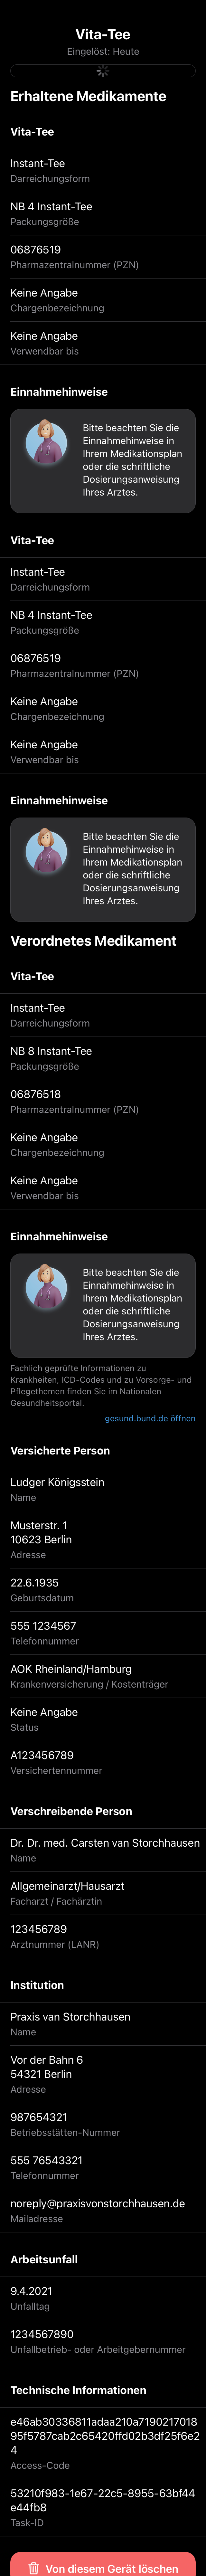 Vita-Tee
Eingelöst: Heute
Erhaltene Medikamente
Vita-Tee
Instant-Tee
Darreichungsform
NB 4 Instant-Tee
Packungsgröße
06876519
Pharmazentralnummer (PZN)
Keine Angabe
Chargenbezeichnung
Keine Angabe
Verwendbar bis
Einnahmehinweise
Bitte beachten Sie die
Einnahmehinweise in
Ihrem Medikationsplan
oder die schriftliche
Dosierungsanweisung
Ihres Arztes.
Vita-Tee
Instant-Tee
Darreichungsform
NB 4 Instant-Tee
Packungsgröße
06876519
Pharmazentralnummer (PZN)
Keine Angabe
Chargenbezeichnung
Keine Angabe
Verwendbar bis
Einnahmehinweise
Bitte beachten Sie die
Einnahmehinweise in
Ihrem Medikationsplan
oder die schriftliche
Dosierungsanweisung
Ihres Arztes.
Verordnetes Medikament
Vita-Tee
Instant-Tee
Darreichungsform
NB 8 Instant-Tee
Packungsgröße
06876518
Pharmazentralnummer (PZN)
Keine Angabe
Chargenbezeichnung
Keine Angabe
Verwendbar bis
Einnahmehinweise
Bitte beachten Sie die
Einnahmehinweise in
Ihrem Medikationsplan
oder die schriftliche
Dosierungsanweisung
Ihres Arztes.
Fachlich geprüfte Informationen zu
Krankheiten, ICD-Codes und zu Vorsorge- und
Pflegethemen finden Sie im Nationalen
Gesundheitsportal.
gesund.bund.de öffnen
Versicherte Person
Ludger Königsstein
Name
Musterstr. 1
10623 Berlin
Adresse
22.6.1935
Geburtsdatum
555 1234567
Telefonnummer
AOK Rheinland/Hamburg
Krankenversicherung / Kostenträger
Keine Angabe
Status
A123456789
Versichertennummer
Verschreibende Person
Dr. Dr. med. Carsten van Storchhausen
Name
Allgemeinarzt/Hausarzt
Facharzt / Fachärztin
123456789
Arztnummer (LANR)
Institution
Praxis van Storchhausen
Name
Vor der Bahn 6
54321 Berlin
Adresse
987654321
Betriebsstätten-Nummer
555 76543321
Telefonnummer
noreply@praxisvonstorchhausen.de
Mailadresse
Arbeitsunfall
9.4.2021
Unfalltag
1234567890
Unfallbetrieb- oder Arbeitgebernummer
Technische Informationen
e46ab30336811adaa210a7190217018
95f5787cab2c65420ffd02b3df25f6e2
4
Access-Code
53210f983-1e67-22c5-8955-63bf44
e44fb8
Task-ID
Von diesem Gerät löschen